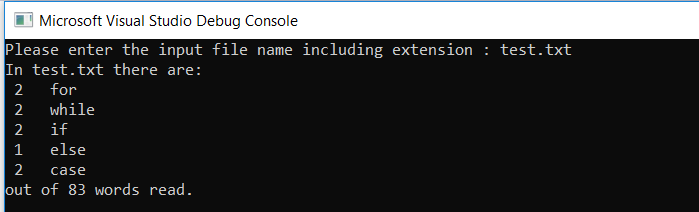 Microsoft Visual Studio Debug Console
Please enter the input file name including extension : test.txt
In test.txt there are:
2 for
2 while
2 if
1 else
2 case
out of 83 words read.